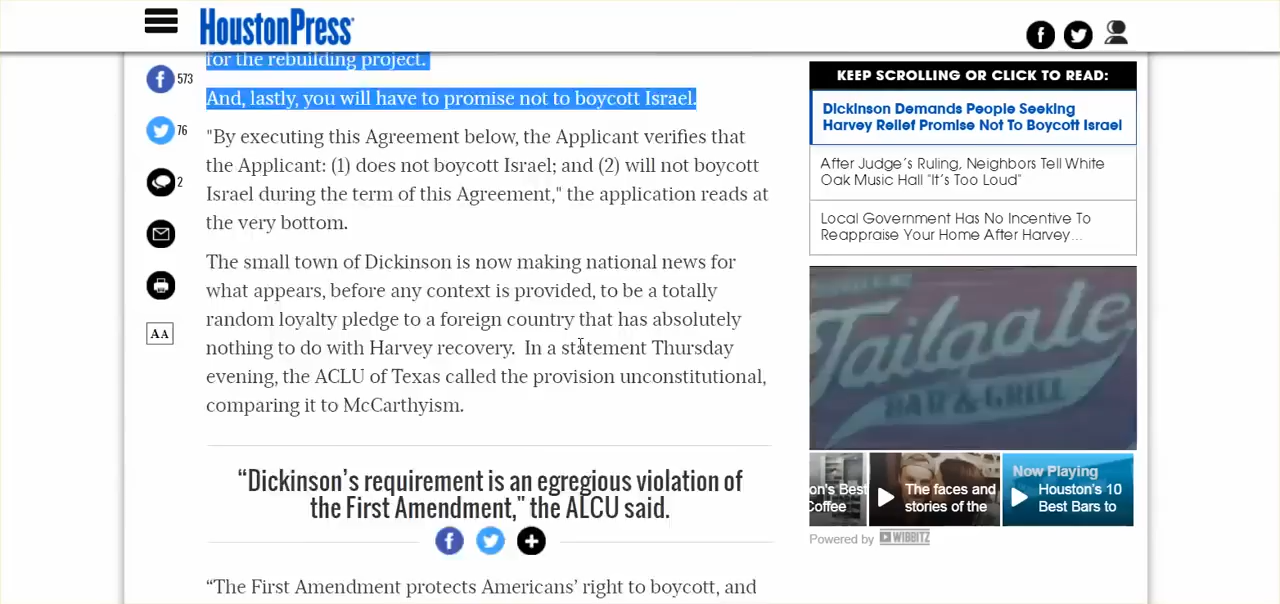 HoustonPress
for the rebuilding project.
And, lastly, you will have to promise not to boycott Israel.
573
76
2
AA
"By executing this Agreement below, the Applicant verifies that
the Applicant: (1) does not boycott Israel; and (2) will not boycott
Israel during the term of this Agreement," the application reads at
the very bottom.
The small town of Dickinson is now making national news for
what appears, before any context is provided, to be a totally
random loyalty pledge to a foreign country that has absolutely
nothing to do with Harvey recovery. In a statement Thursday
evening, the ACLU of Texas called the provision unconstitutional,
comparing it to McCarthyism.
“Dickinson’s requirement is an egregious violation of
the First Amendment," the ALCU said.
“The First Amendment protects Americans’ right to boycott, and
KEEP SCROLLING OR CLICK TO READ:
Dickinson Demands People Seeking
Harvey Relief Promise Not To Boycott Israel
After Judge’s Ruling, Neighbors Tell White
Oak Music Hall "It’s Too Loud"
Local Government Has No Incentive To
Reappraise Your Home After Harvey...
Tailgate
BAR & GRILL
on's Best
Coffee
The faces and
stories of the
Now Playing
Houston's 10
Best Bars to
Powered by WIBBITZ